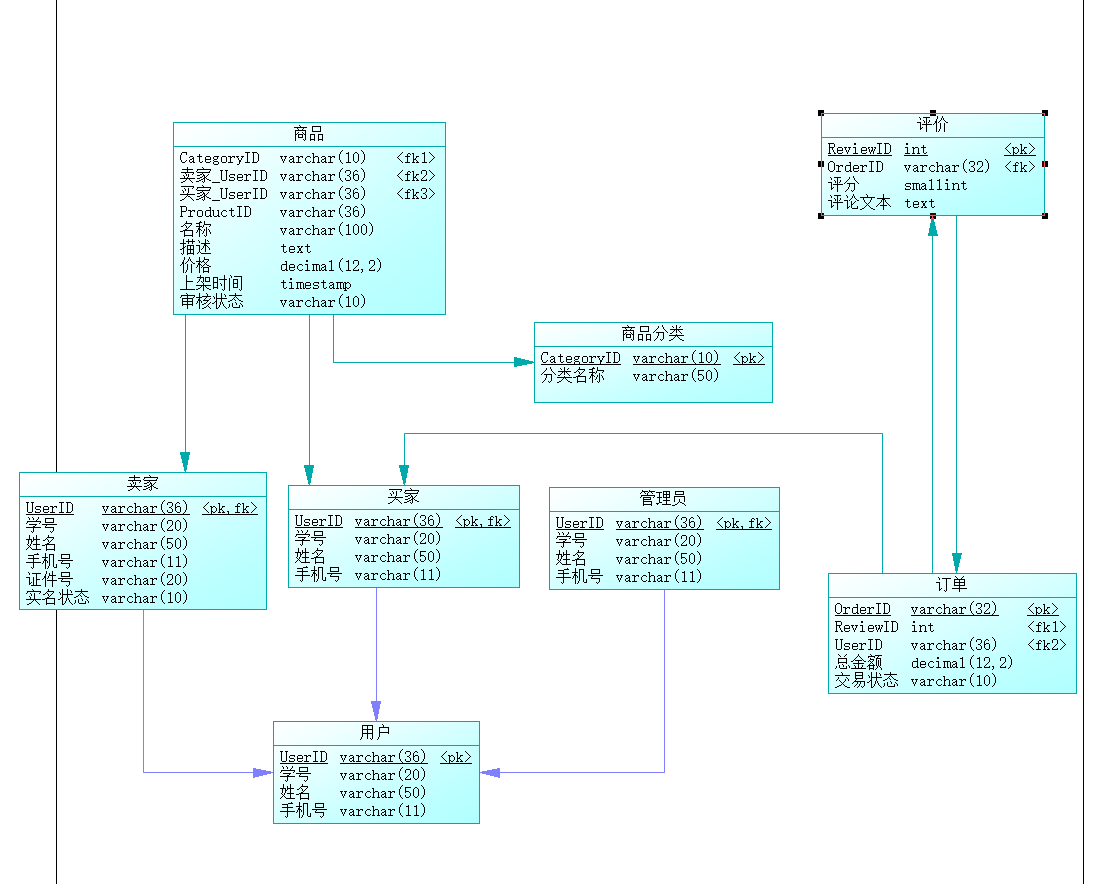 商品
CategoryID varchar(10) <fk1>
卖家_UserID varchar(36) <fk2>
买家_UserID varchar(36) <fk3>
ProductID varchar(36)
名称 varchar(100)
描述 text
价格 decimal(12,2)
上架时间 timestamp
审核状态 varchar(10)
评价
ReviewID int <pk>
OrderID varchar(32) <fk>
评分 smallint
评论文本 text
商品分类
CategoryID varchar(10) <pk>
分类名称 varchar(50)
卖家
UserID varchar(36) <pk,fk>
学号 varchar(20)
姓名 varchar(50)
手机号 varchar(11)
证件号 varchar(20)
实名状态 varchar(10)
买家
UserID varchar(36) <pk,fk>
学号 varchar(20)
姓名 varchar(50)
手机号 varchar(11)
管理员
UserID varchar(36) <pk,fk>
学号 varchar(20)
姓名 varchar(50)
手机号 varchar(11)
订单
OrderID varchar(32) <pk>
ReviewID int <fk1>
UserID varchar(36) <fk2>
总金额 decimal(12,2)
交易状态 varchar(10)
用户
UserID varchar(36) <pk>
学号 varchar(20)
姓名 varchar(50)
手机号 varchar(11)